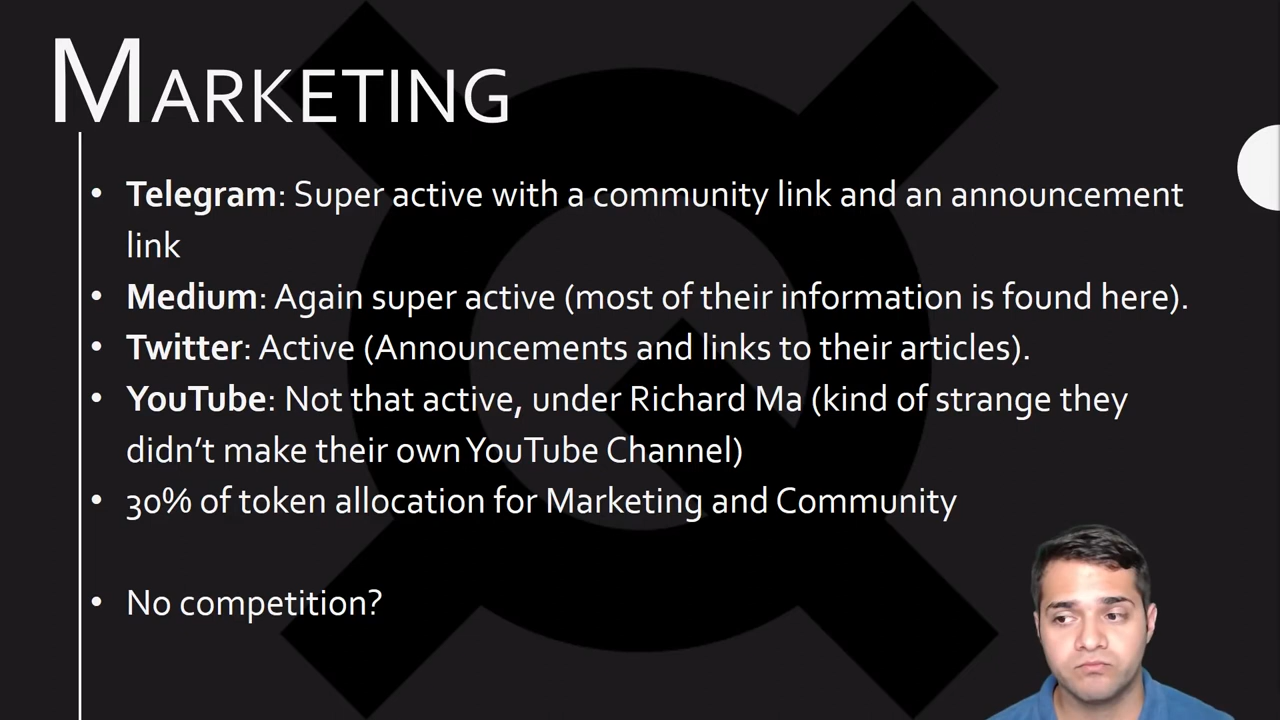 MARKETING
• Telegram: Super active with a community link and an announcement
link
• Medium: Again super active (most of their information is found here).
• Twitter: Active (Announcements and links to their articles).
• YouTube: Not that active, under Richard Ma (kind of strange they
didn’t make their own YouTube Channel)
• 30% of token allocation for Marketing and Community
• No competition?